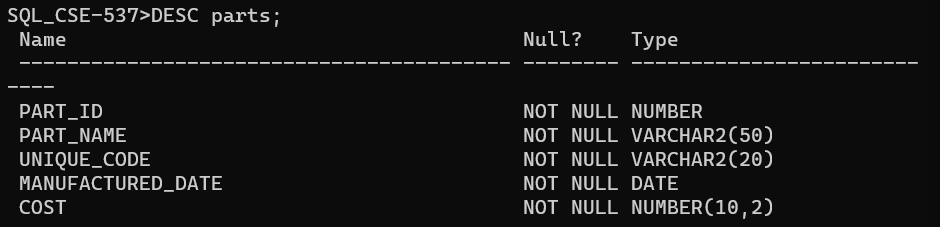 SQL_CSE-537>DESC parts;
 Name                                      Null?    Type
 ----------------------------------------- -------- ------------------------
----
 PART_ID                                   NOT NULL NUMBER
 PART_NAME                                 NOT NULL VARCHAR2(50)
 UNIQUE_CODE                               NOT NULL VARCHAR2(20)
 MANUFACTURED_DATE                         NOT NULL DATE
 COST                                      NOT NULL NUMBER(10,2)